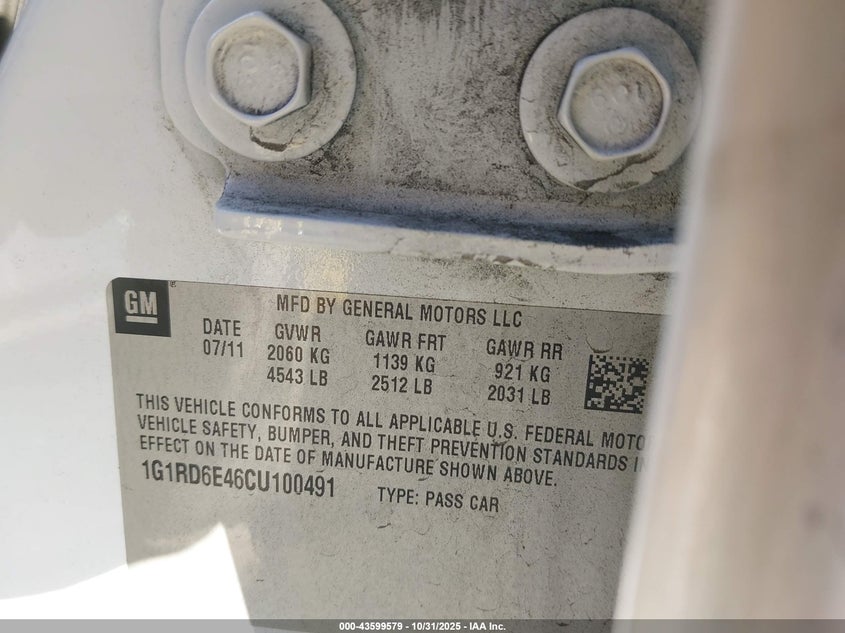 GM
MFD BY GENERAL MOTORS LLC
DATE GVWR GAWR FRT GAWR RR
07/11 2060 KG 1139 KG 921 KG
4543 LB 2512 LB 2031 LB
THIS VEHICLE CONFORMS TO ALL APPLICABLE U.S. FEDERAL MOTO
VEHICLE SAFETY, BUMPER, AND THEFT PREVENTION STANDARDS IN
EFFECT ON THE DATE OF MANUFACTURE SHOWN ABOVE.
1G1RD6E46CU100491 TYPE: PASS CAR
000-43599579 - 10/31/2025 - IAA Inc.